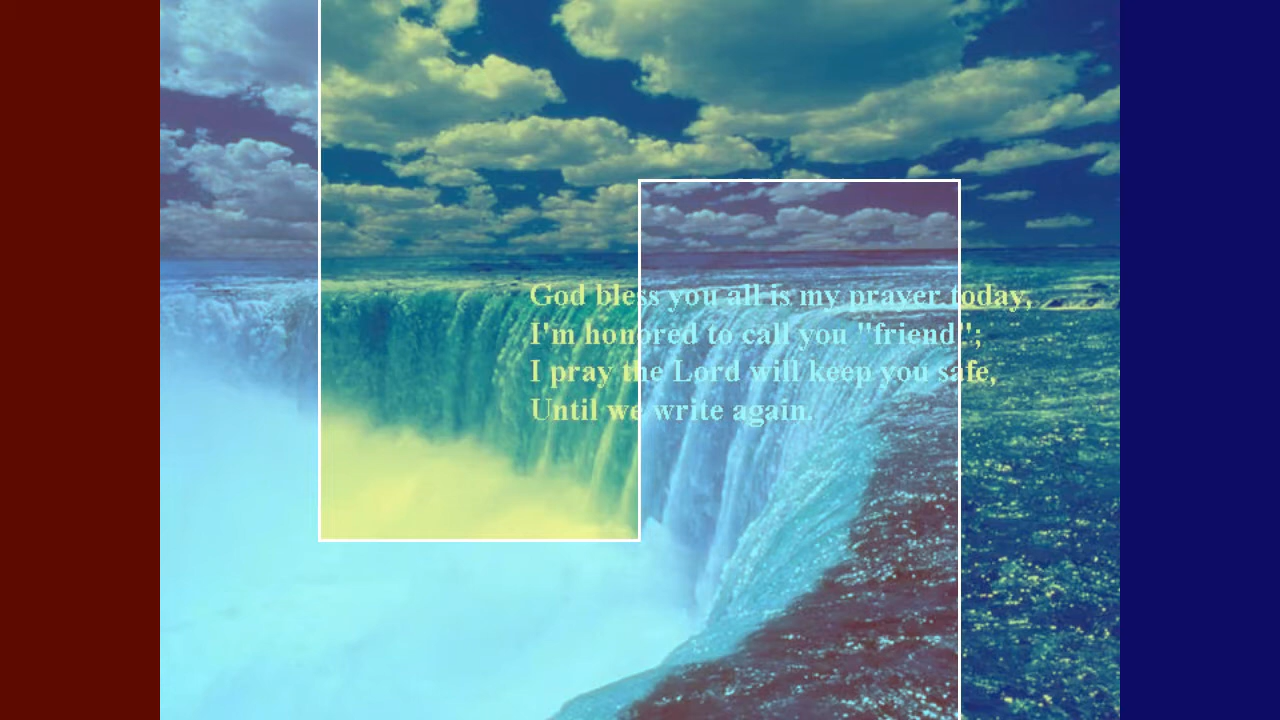 God bless you all is my prayer today,
I'm honored to call you "friend";
I pray the Lord will keep you safe,
Until we write again.